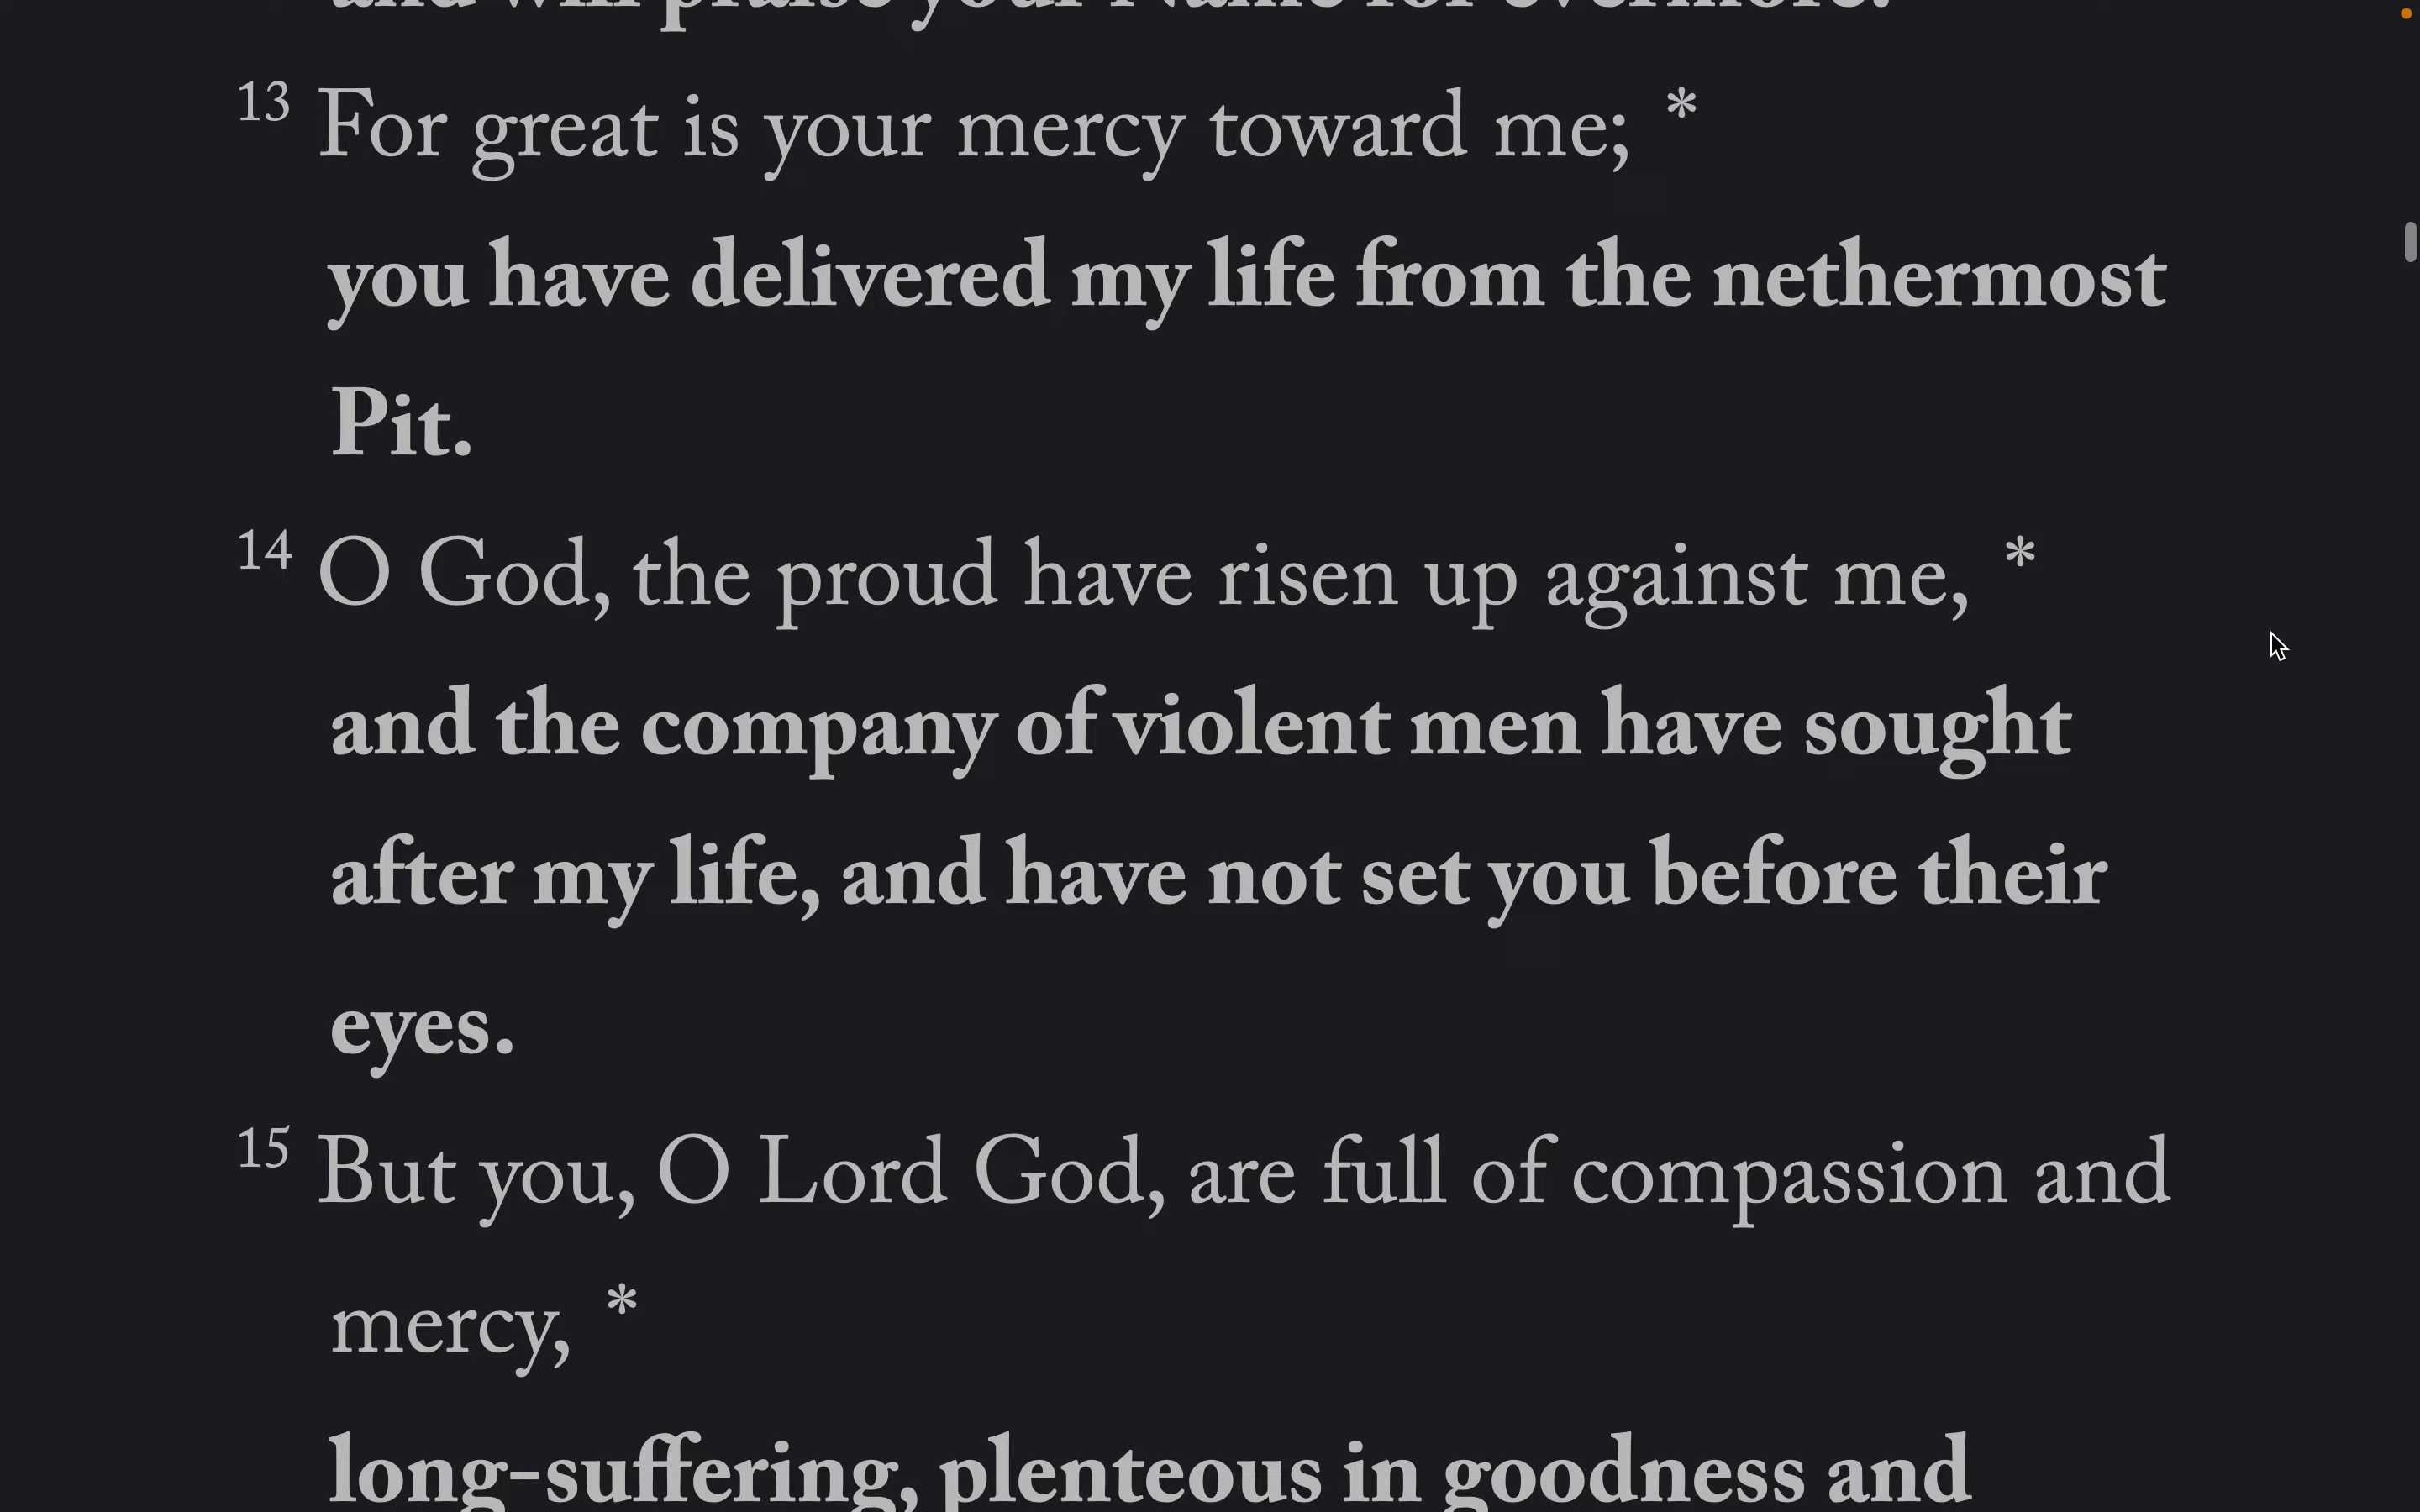 13 For great is your mercy toward me; *
you have delivered my life from the nethermost
Pit.
14 O God, the proud have risen up against me, *
and the company of violent men have sought
after my life, and have not set you before their
eyes.
15 But you, O Lord God, are full of compassion and
mercy, *
long-suffering, plenteous in goodness and